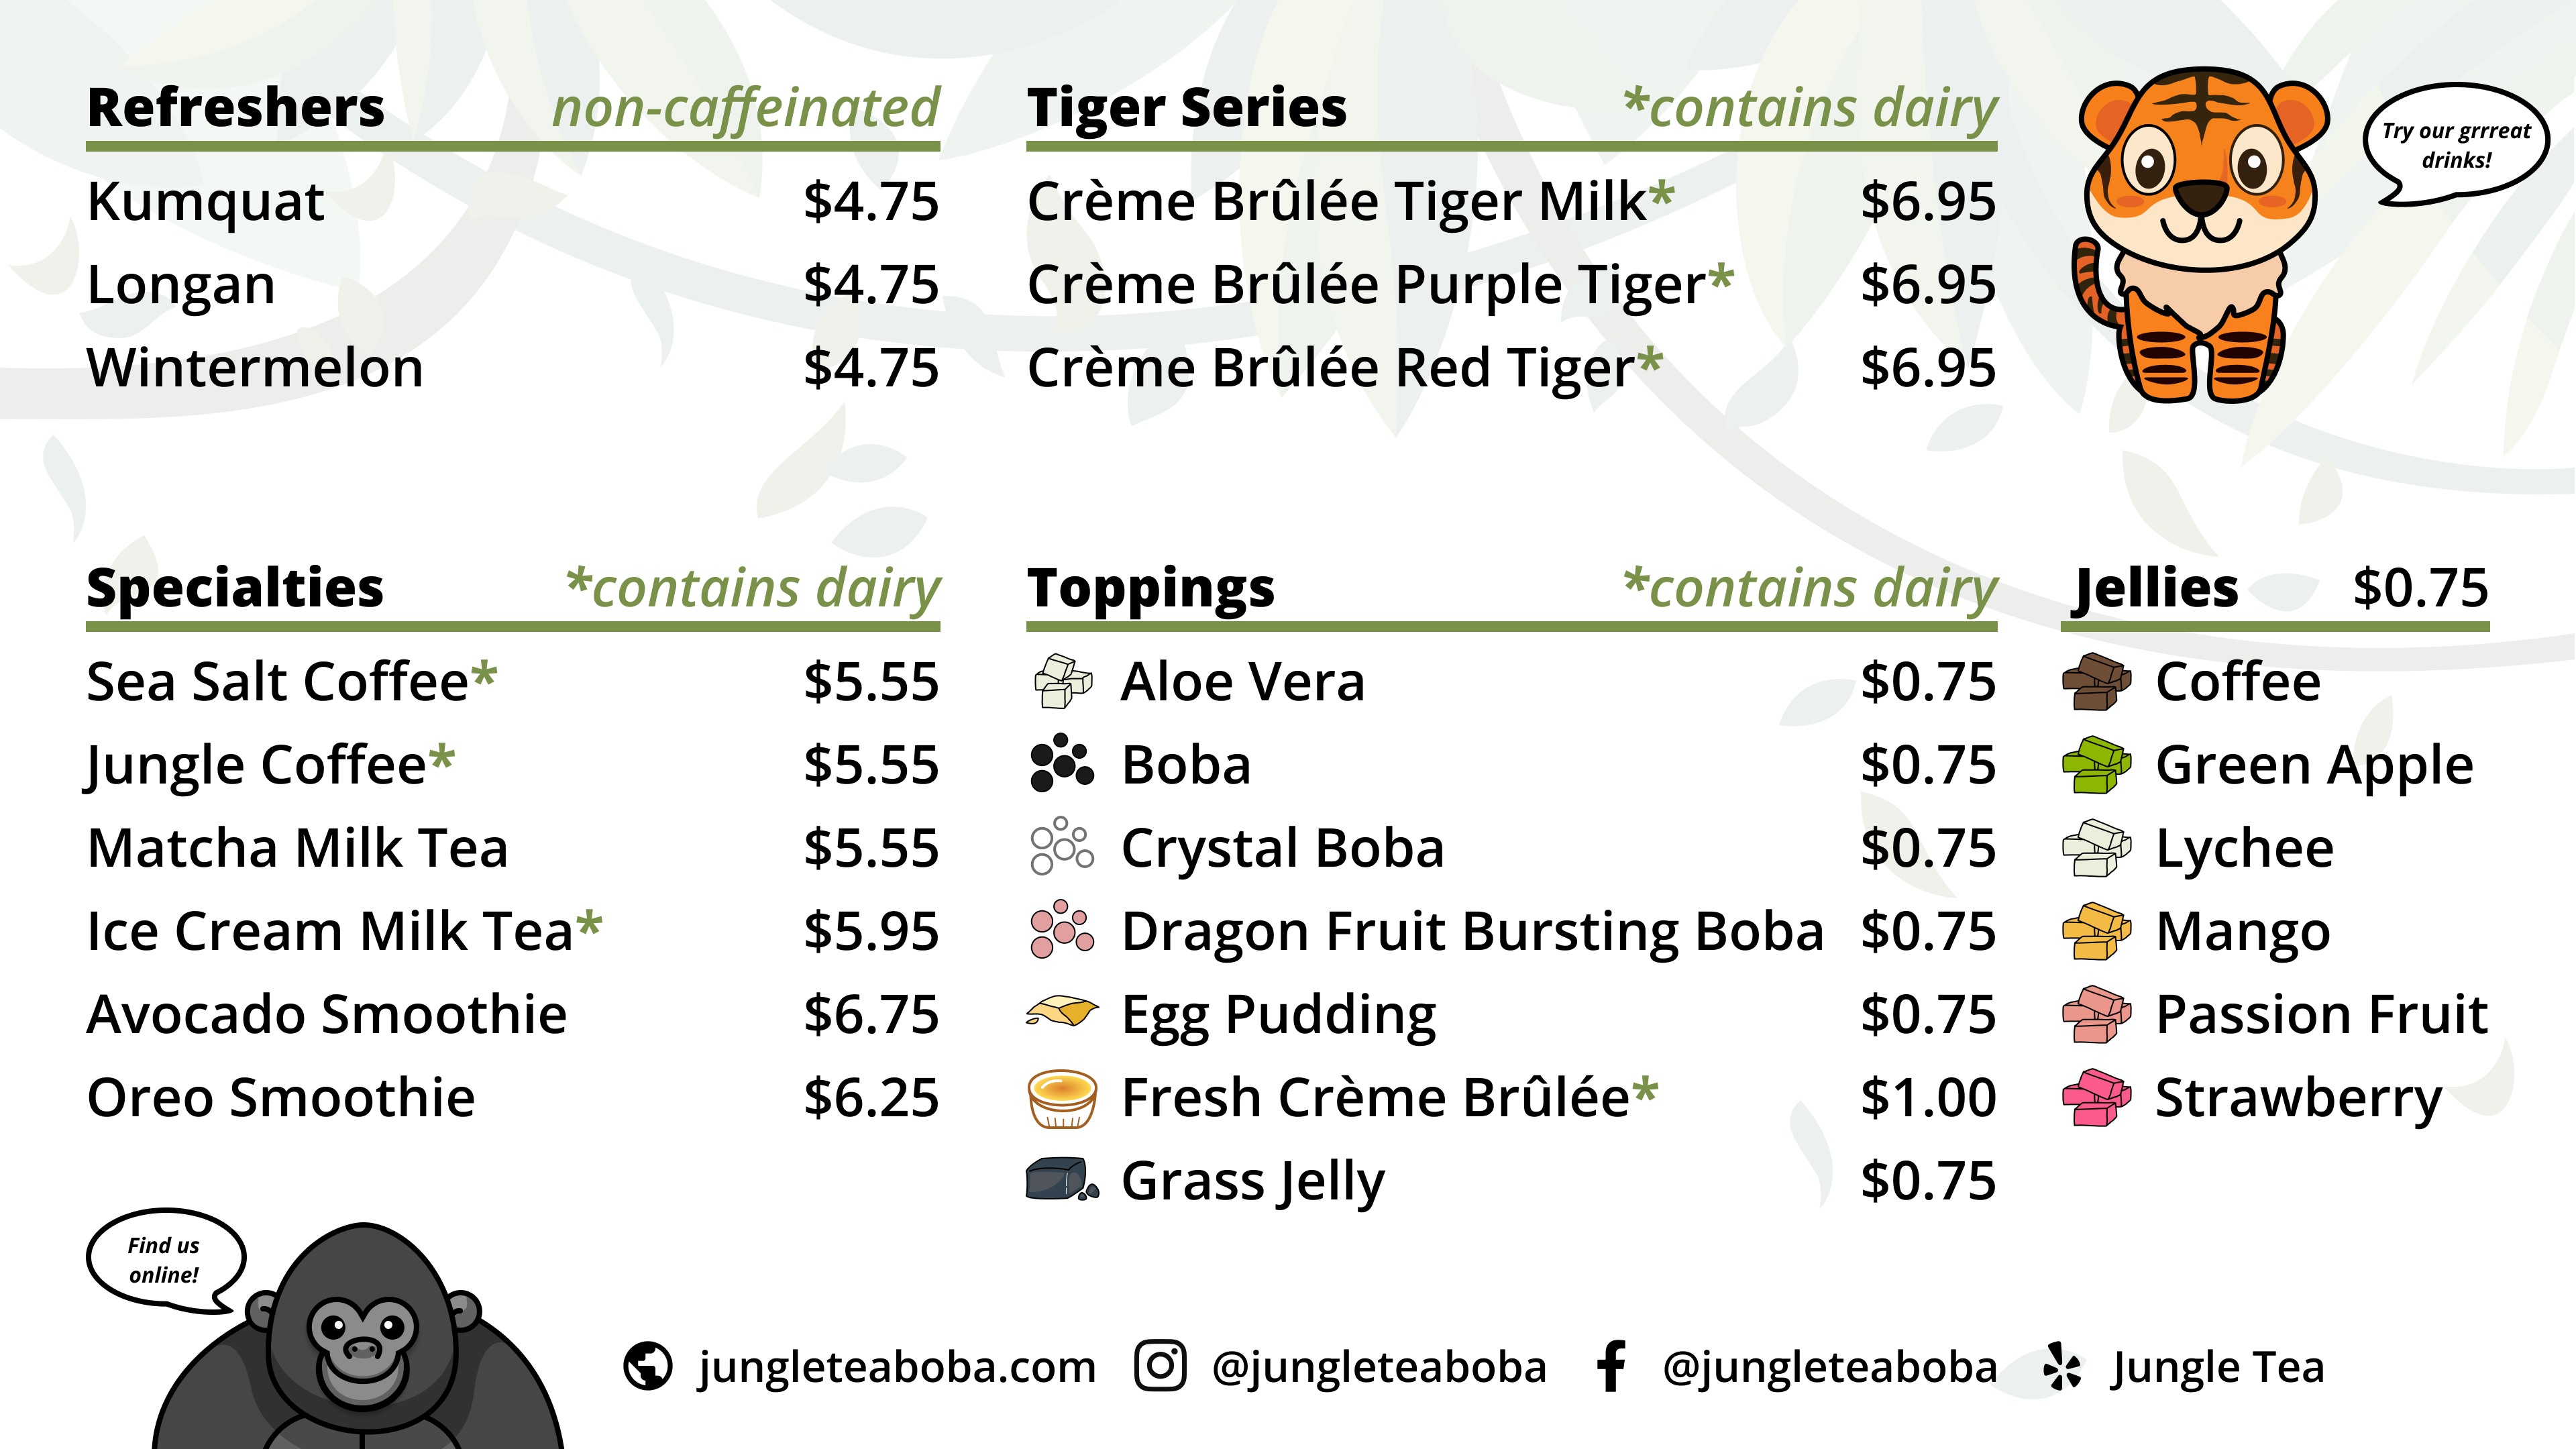 Refreshers non-caffeinated
Kumquat $4.75
Longan $4.75
Wintermelon $4.75
Tiger Series *contains dairy
Crème Brûlée Tiger Milk* $6.95
Crème Brûlée Purple Tiger* $6.95
Crème Brûlée Red Tiger* $6.95
Try our grrreat
drinks!
Specialties *contains dairy
Sea Salt Coffee* $5.55
Jungle Coffee* $5.55
Matcha Milk Tea $5.55
Ice Cream Milk Tea* $5.95
Avocado Smoothie $6.75
Oreo Smoothie $6.25
Toppings *contains dairy
Aloe Vera $0.75
Boba $0.75
Crystal Boba $0.75
Dragon Fruit Bursting Boba $0.75
Egg Pudding $0.75
Fresh Crème Brûlée* $1.00
Grass Jelly $0.75
Jellies $0.75
Coffee
Green Apple
Lychee
Mango
Passion Fruit
Strawberry
Find us
online!
jungleteaboba.com @jungleteaboba @jungleteaboba Jungle Tea